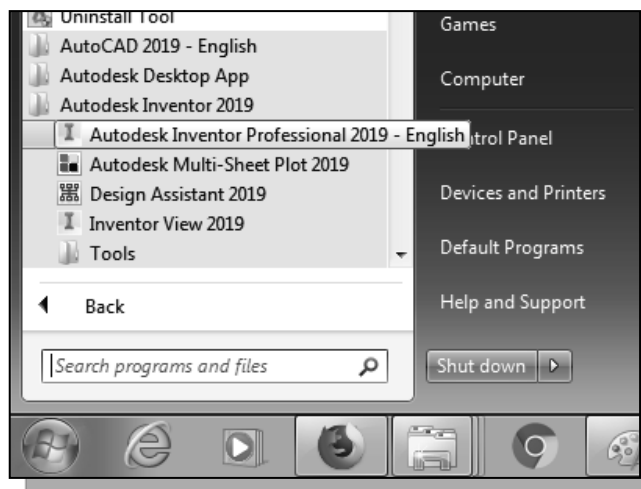 Uninstall Tool
AutoCAD 2019 - English
Autodesk Desktop App
Autodesk Inventor 2019
Autodesk Inventor Professional 2019 - English
Autodesk Multi-Sheet Plot 2019
Design Assistant 2019
Inventor View 2019
Tools
Back
Search programs and files
Games
Computer
trol Panel
Devices and Printers
Default Programs
Help and Support
Shut down